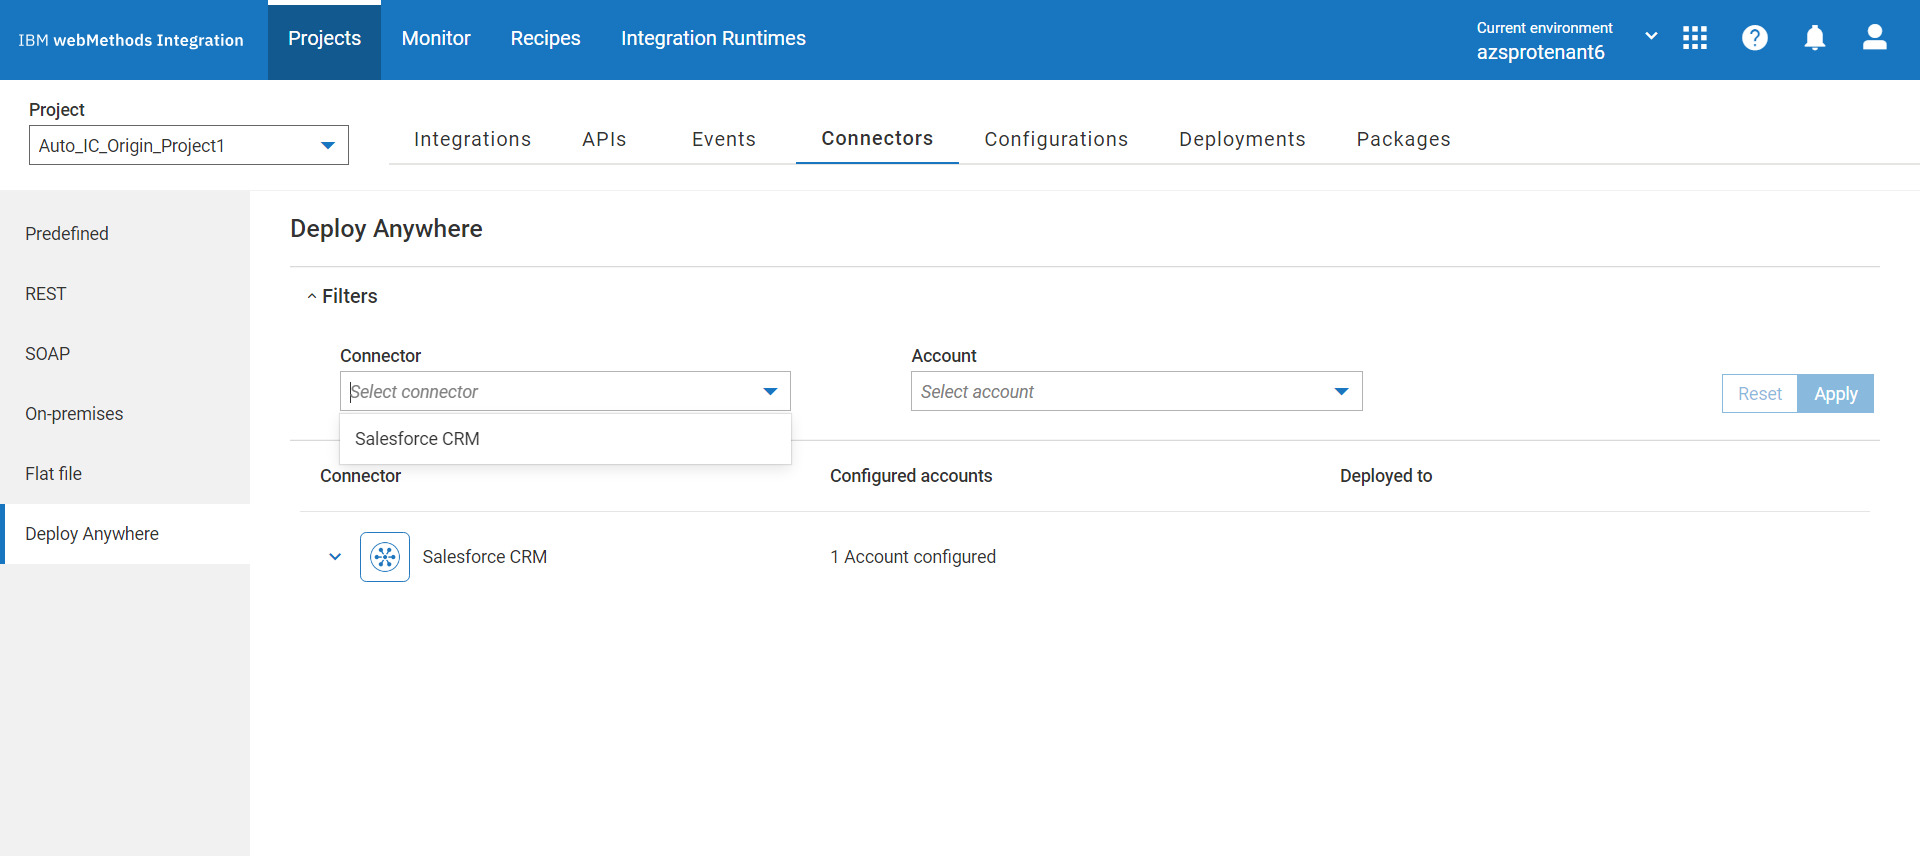 IBM webMethods Integration
Projects
Monitor
Recipes
Integration Runtimes
Current environment
azsprotenant6
Project
Auto_IC_Origin_Project1
Integrations
APIs
Events
Connectors
Configurations
Deployments
Packages
Predefined
REST
SOAP
On-premises
Flat file
Deploy Anywhere
Deploy Anywhere
Filters
Connector
Account
Select connector
Select account
Reset
Apply
Salesforce CRM
Connector
Configured accounts
Deployed to
Salesforce CRM
1 Account configured